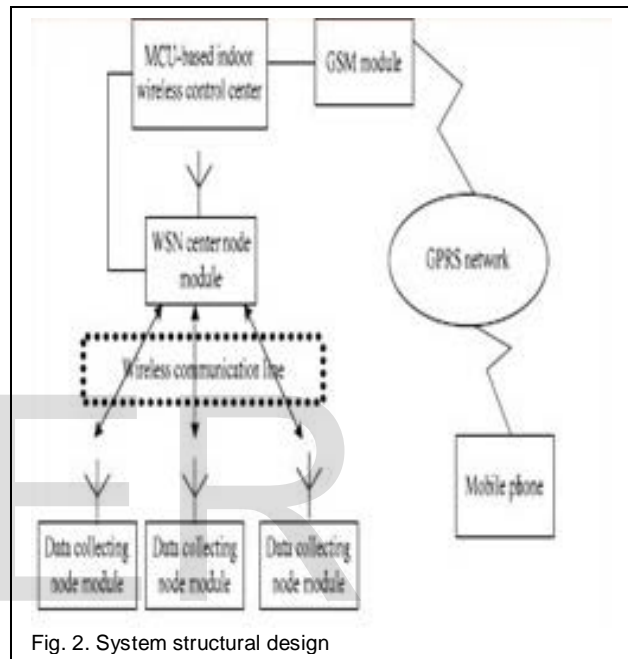 MCU-based indoor
wireless control center
GSM module
WSN center node
module
GPRS network
Wireless communication line
Mobile phone
Data collecting
node module
Data collecting
node module
Data collecting
node module
ER
Fig. 2. System structural design